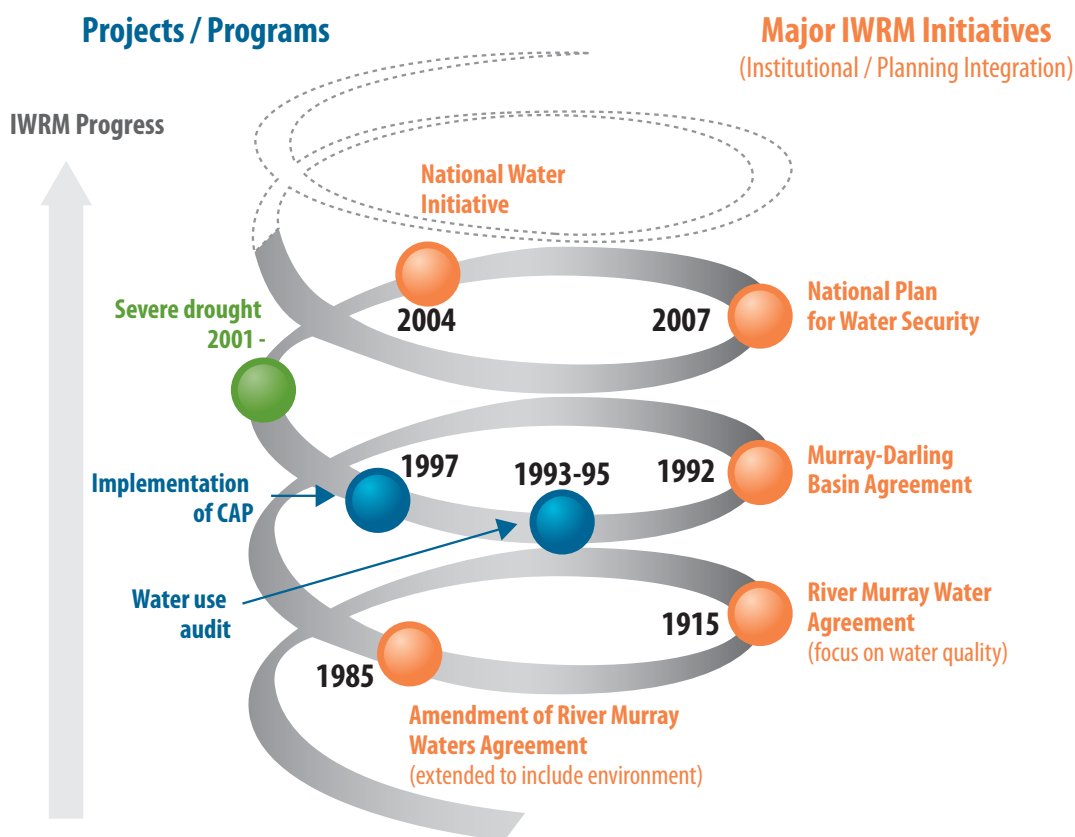 Projects / Programs
Major IWRM Initiatives
(Institutional / Planning Integration)
IWRM Progress
National Water
Initiative
2004
Severe drought
2001 -
2007
National Plan
for Water Security
Implementation
of CAP
1997
1993-95
1992
Murray-Darling
Basin Agreement
Water use
audit
1915
River Murray Water
Agreement
(focus on water quality)
1985
Amendment of River Murray
Waters Agreement
(extended to include environment)